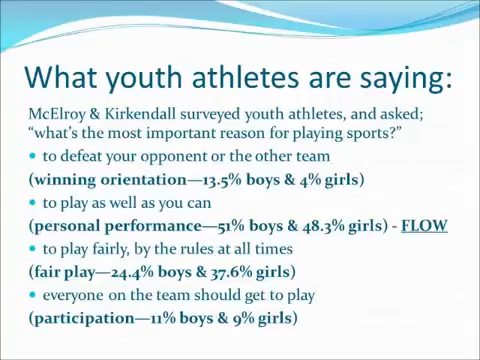 What youth athletes are saying:
McElroy & Kirkendall surveyed youth athletes, and asked;
“what's the most important reason for playing sports?”
• to defeat your opponent or the other team
(winning orientation—13.5% boys & 4% girls)
• to play as well as you can
(personal performance—51% boys & 48.3% girls) - FLOW
• to play fairly, by the rules at all times
(fair play—24.4% boys & 37.6% girls)
• everyone on the team should get to play
(participation—11% boys & 9% girls)